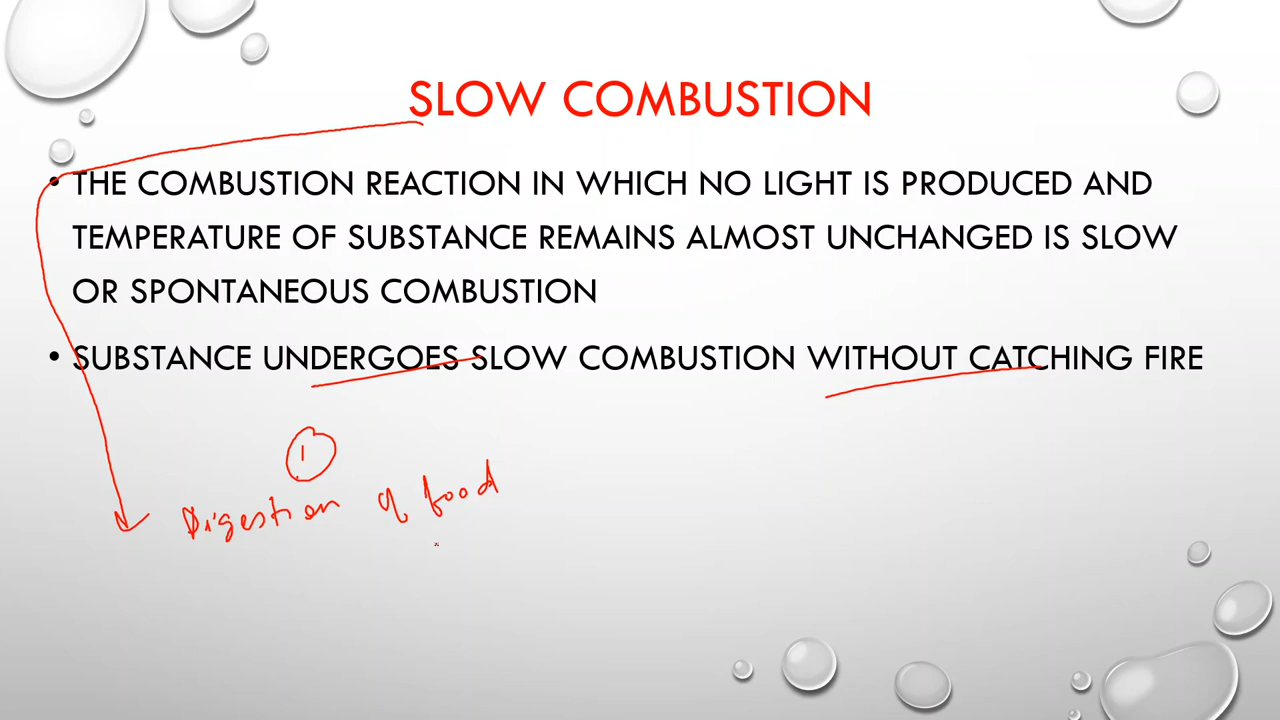 SLOW COMBUSTION
• THE COMBUSTION REACTION IN WHICH NO LIGHT IS PRODUCED AND
TEMPERATURE OF SUBSTANCE REMAINS ALMOST UNCHANGED IS SLOW
OR SPONTANEOUS COMBUSTION
• SUBSTANCE UNDERGOES SLOW COMBUSTION WITHOUT CATCHING FIRE
1
Digestion of food